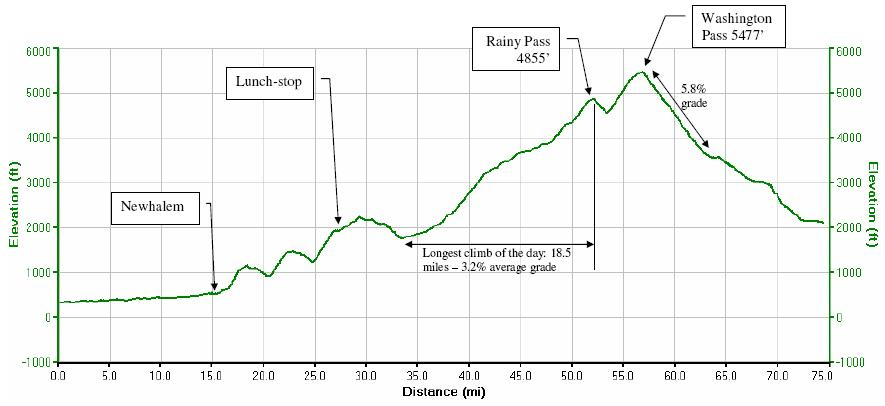 Washington
Pass 5477’
Rainy Pass
4855’
6000
6000
Lunch-stop
5.8%
grade
5000
5000
4000
4000
3000
3000
Newhalem
2000
2000
Longest climb of the day: 18.5
miles – 3.2% average grade
1000
1000
0
0
-1000
-1000
Elevation (ft)
Elevation (ft)
0.0 5.0 10.0 15.0 20.0 25.0 30.0 35.0 40.0 45.0 50.0 55.0 60.0 65.0 70.0 75.0
Distance (mi)